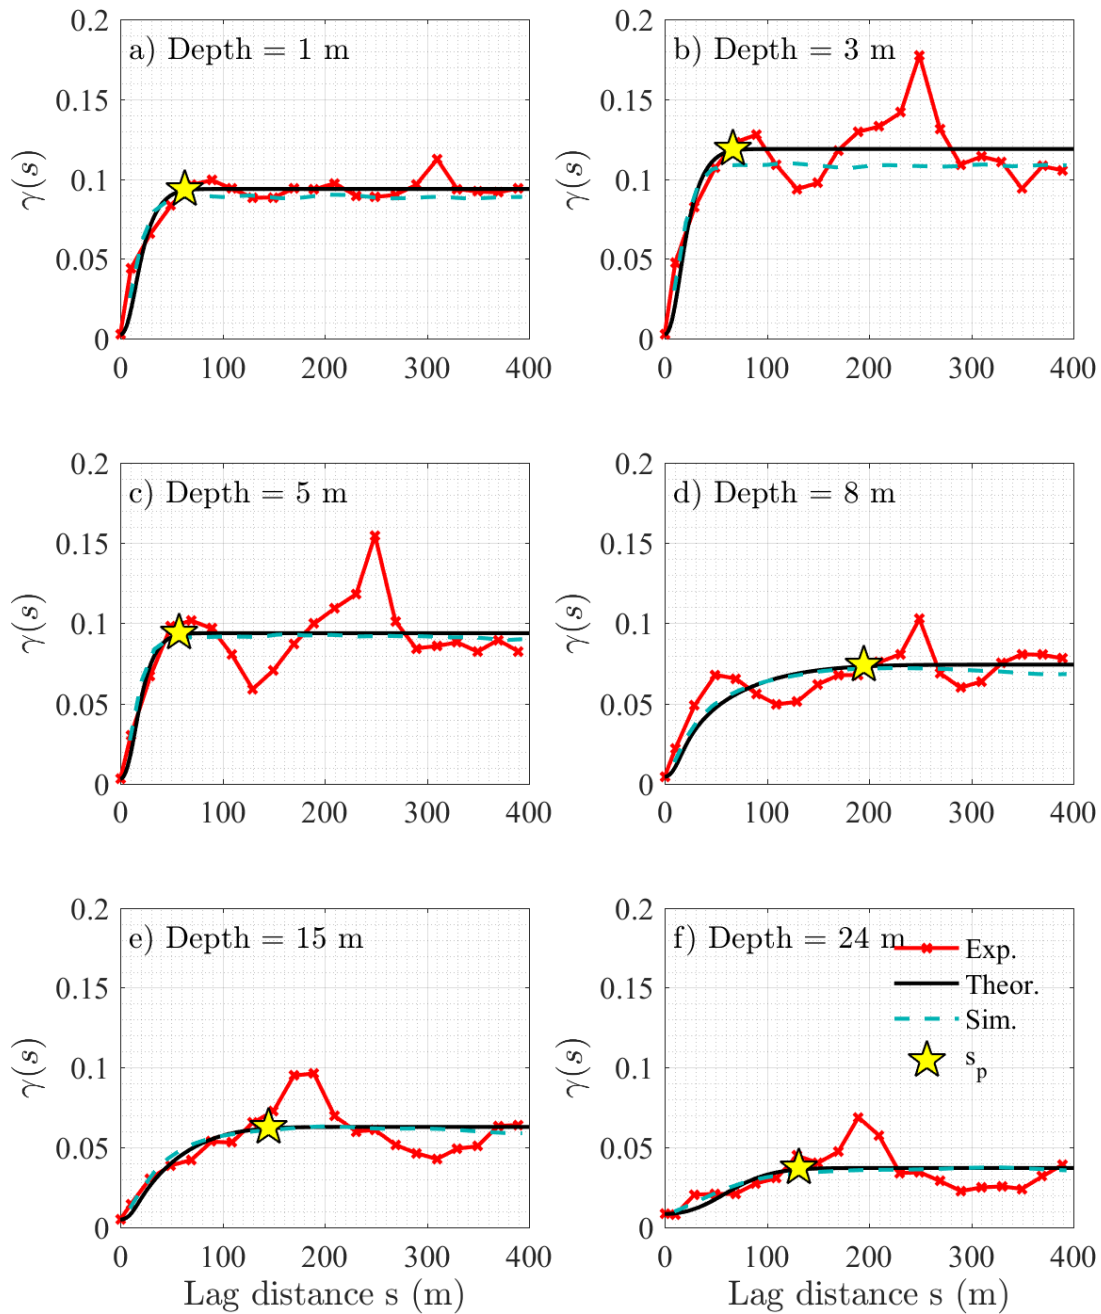 a) Depth = 1 m
0.2
0.15
0.1
0.05
0
γ(s)
0 100 200 300 400
b) Depth = 3 m
0.2
0.15
0.1
0.05
0
γ(s)
0 100 200 300 400
c) Depth = 5 m
0.2
0.15
0.1
0.05
0
γ(s)
0 100 200 300 400
d) Depth = 8 m
0.2
0.15
0.1
0.05
0
γ(s)
0 100 200 300 400
e) Depth = 15 m
0.2
0.15
0.1
0.05
0
γ(s)
0 100 200 300 400
Lag distance s (m)
f) Depth = 24 m
Exp.
Theor.
Sim.
s_p
0.2
0.15
0.1
0.05
0
γ(s)
0 100 200 300 400
Lag distance s (m)